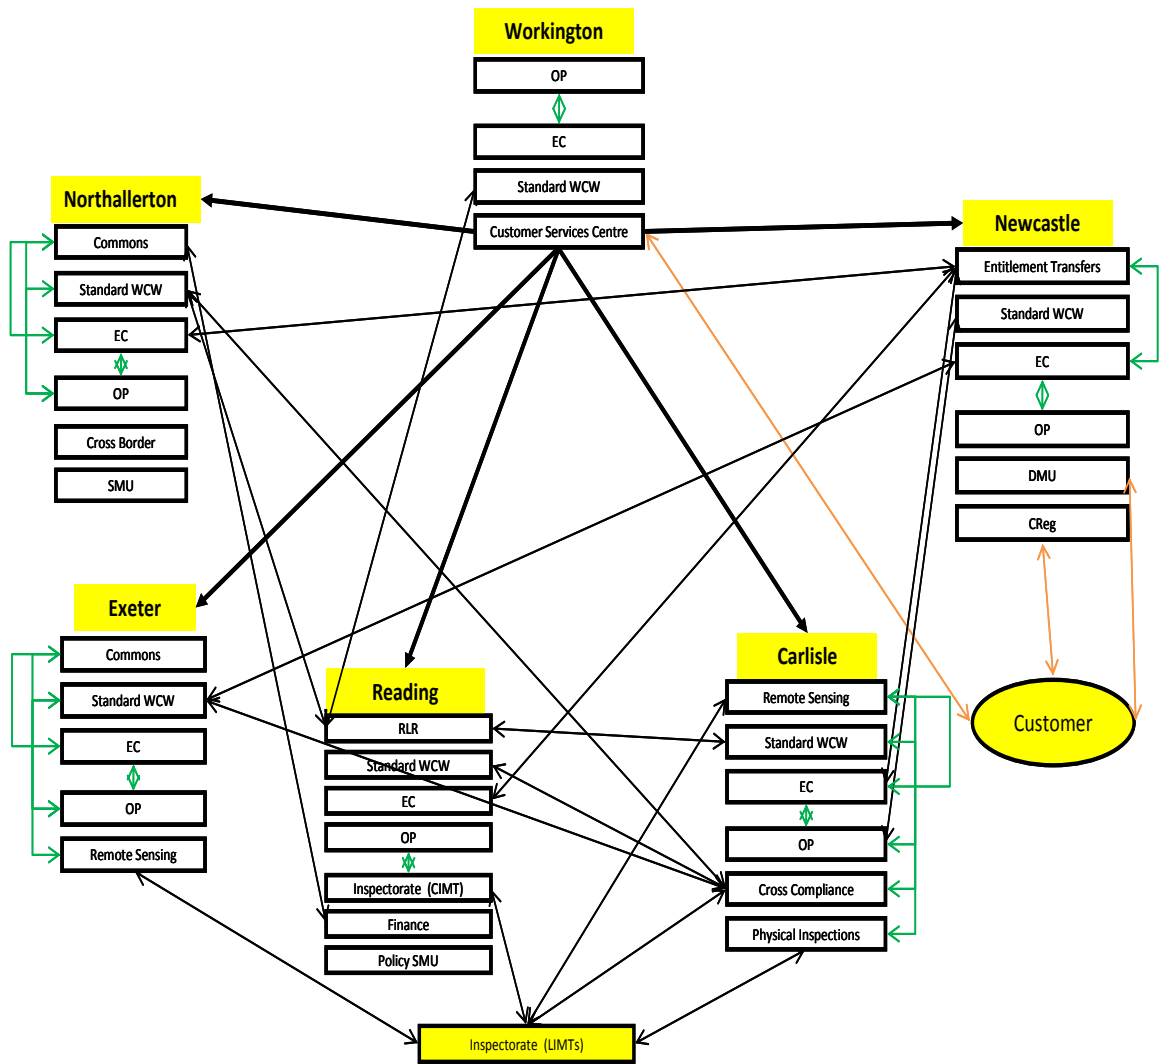 Workington
OP
EC
Standard WCW
Customer Services Centre
Northallerton
Commons
Standard WCW
EC
OP
Cross Border
SMU
Newcastle
Entitlement Transfers
Standard WCW
EC
OP
DMU
CReg
Exeter
Commons
Standard WCW
EC
OP
Remote Sensing
Reading
RLR
Standard WCW
EC
OP
Inspectorate (CIMT)
Finance
Policy SMU
Carlisle
Remote Sensing
Standard WCW
EC
OP
Cross Compliance
Physical Inspections
Customer
Inspectorate (LIMTs)